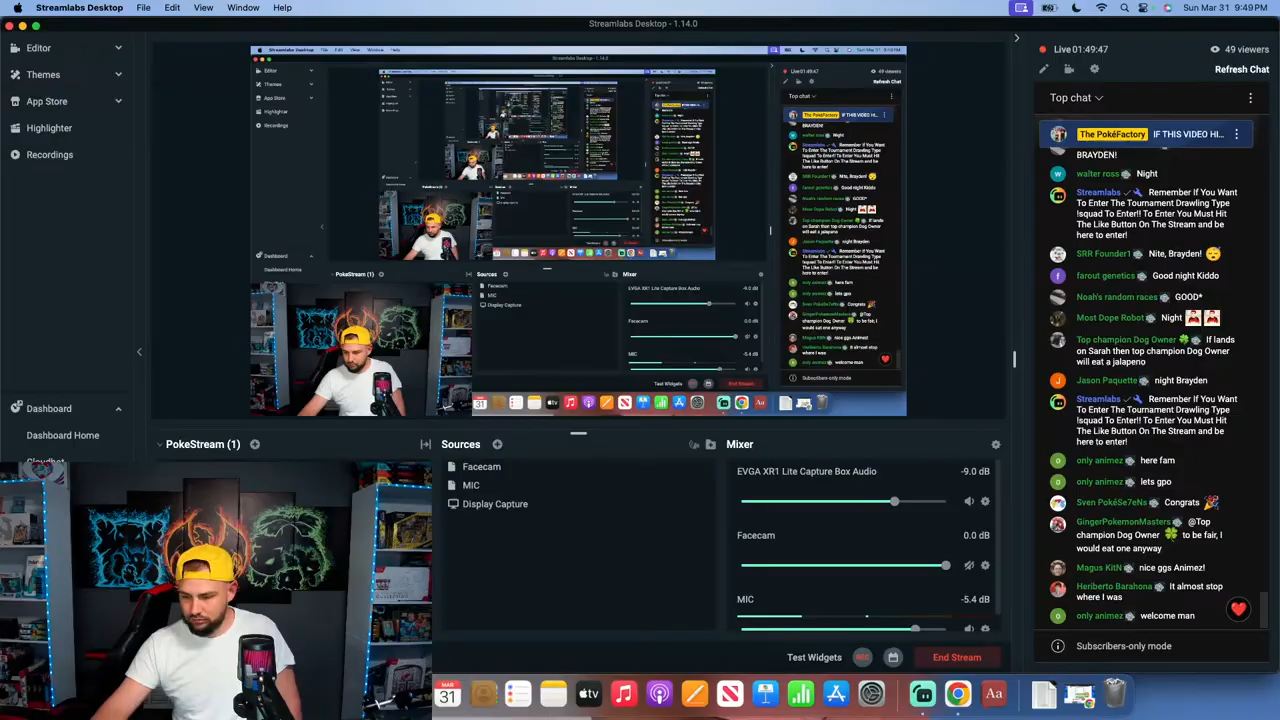 Streamlabs Desktop File Edit View Window Help
Sun Mar 31 9:49 PM
Streamlabs Desktop - 1.14.0
Editor
Themes
App Store
Highlighter
Recordings
Dashboard
Dashboard Home
Cloudbot
PokeStream (1)
Sources
Facecam
MIC
Display Capture
Mixer
EVGA XR1 Lite Capture Box Audio
-9.0 dB
Facecam
0.0 dB
MIC
-5.4 dB
Test Widgets
REC
End Stream
MAR
31
tv
Aa
Live 01:49:47
49 viewers
Refresh Chat
Top chat
The PokéFactory IF THIS VIDEO HI...
BRAYDEN!
walter ross Night
Streamlabs Remember If You Want
To Enter The Tournament Drawling Type
!squad To Enter!! To Enter You Must Hit
The Like Button On The Stream and be
here to enter!
SRR Founder1 Nite, Brayden! 😴
farout genetics Good night Kiddo
Noah's random races GOOD*
Most Dope Robot Night
Top champion Dog Owner 🍀 If lands
on Sarah then top champion Dog Owner
will eat a jalapeno
Jason Paquette night Brayden
Streamlabs Remember If You Want
To Enter The Tournament Drawling Type
!squad To Enter!! To Enter You Must Hit
The Like Button On The Stream and be
here to enter!
only animez here fam
only animez lets gpo
Sven PokéSe7eNs Congrats 🎉
GingerPokemonMasters @Top
champion Dog Owner 🍀 to be fair, I
would eat one anyway
Magus KitN nice ggs Animez!
Heriberto Barahona It almost stop
where I was
only animez welcome man
Subscribers-only mode